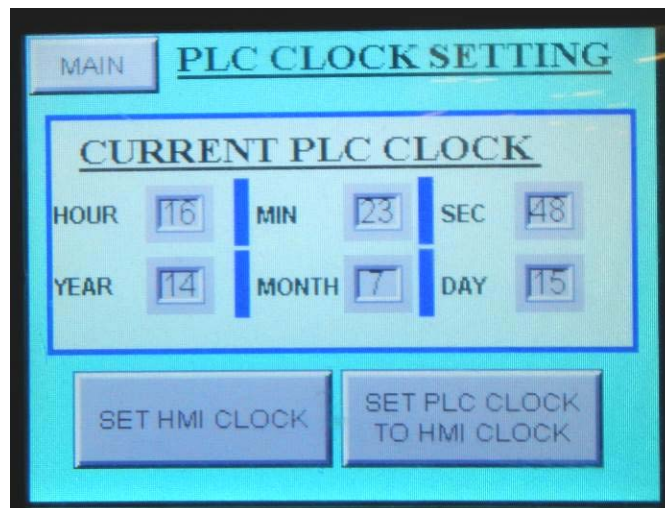 MAIN PLC CLOCK SETTING
CURRENT PLC CLOCK
HOUR 16 MIN 23 SEC 48
YEAR 14 MONTH 7 DAY 15
SET HMI CLOCK
SET PLC CLOCK
TO HMI CLOCK